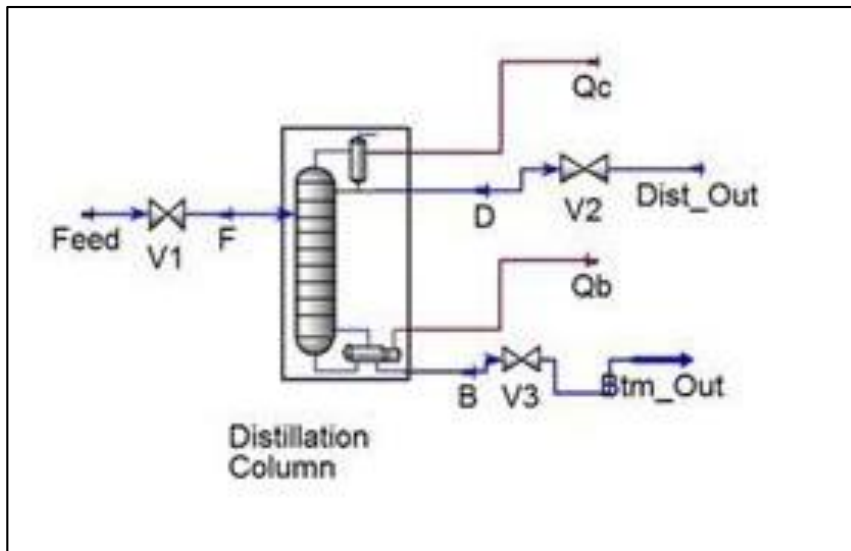 Qc
Dist_Out
V2
D
Feed
V1
F
Qb
Btm_Out
B
V3
Distillation
Column